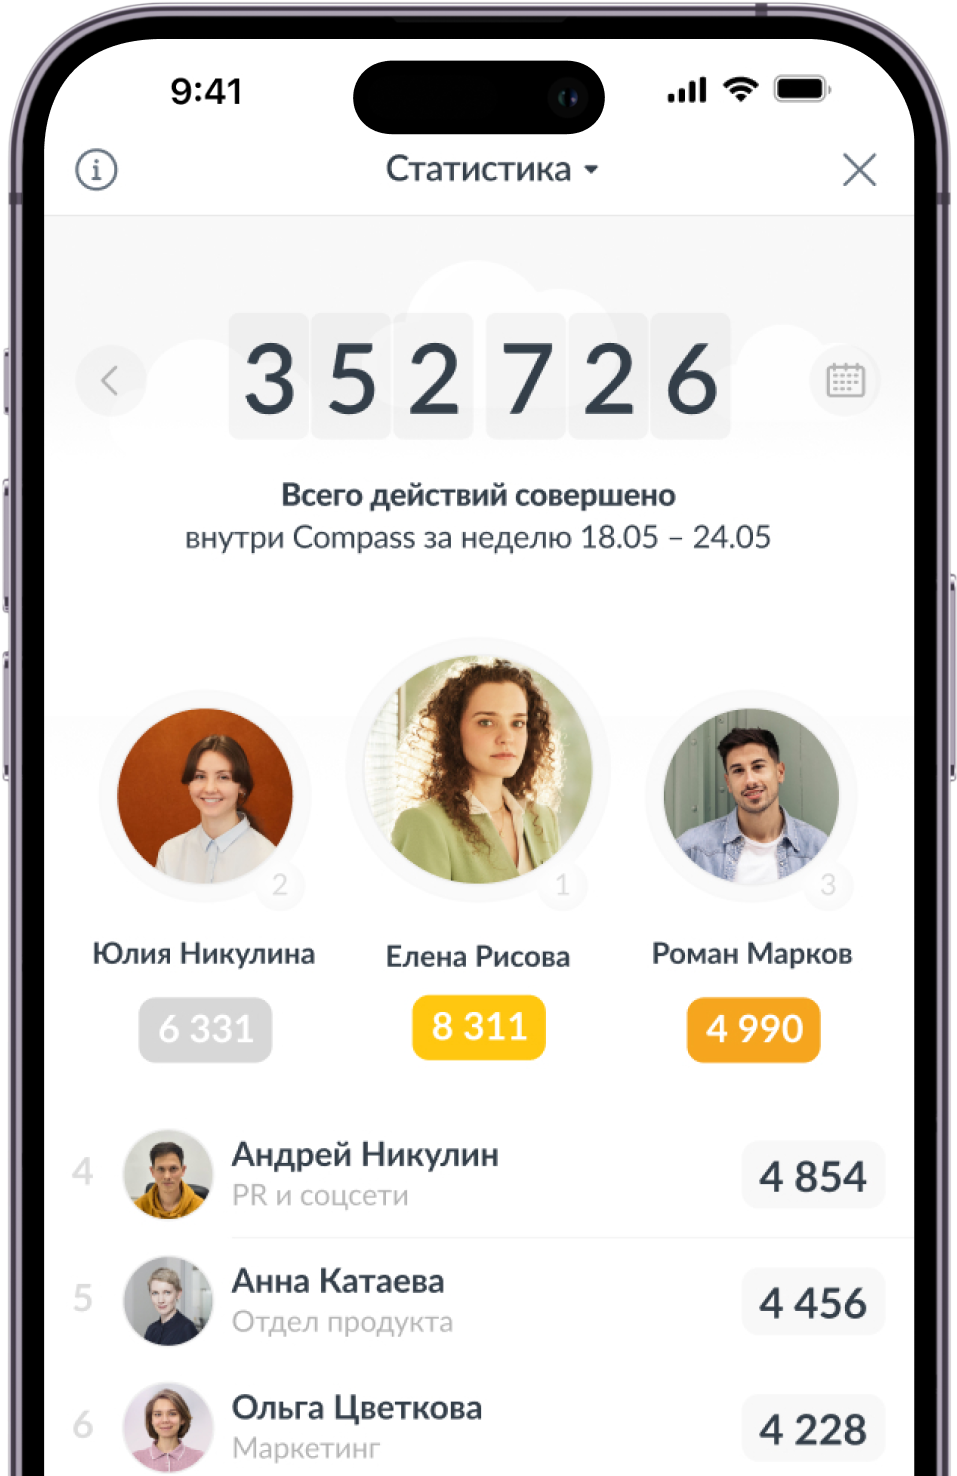 9:41
Статистика
352 726
Всего действий совершено
внутри Compass за неделю 18.05 – 24.05
2
1
3
Юлия Никулина
Елена Рисова
Роман Марков
6 331
8 311
4 990
4
Андрей Никулин
PR и соцсети
4 854
5
Анна Катаева
Отдел продукта
4 456
6
Ольга Цветкова
Маркетинг
4 228